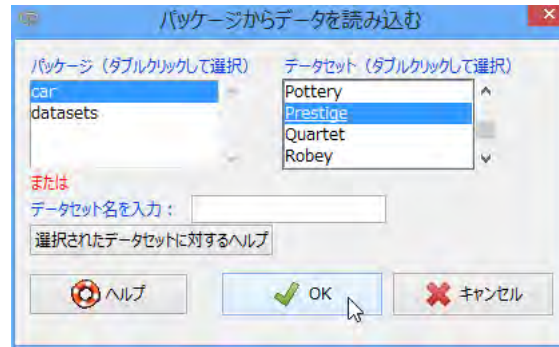 パッケージからデータを読み込む
パッケージ（ダブルクリックして選択）
car
datasets
データセット（ダブルクリックして選択）
Pottery
Prestige
Quartet
Robey
または
データセット名を入力：
選択されたデータセットに対するヘルプ
ヘルプ
OK
キャンセル